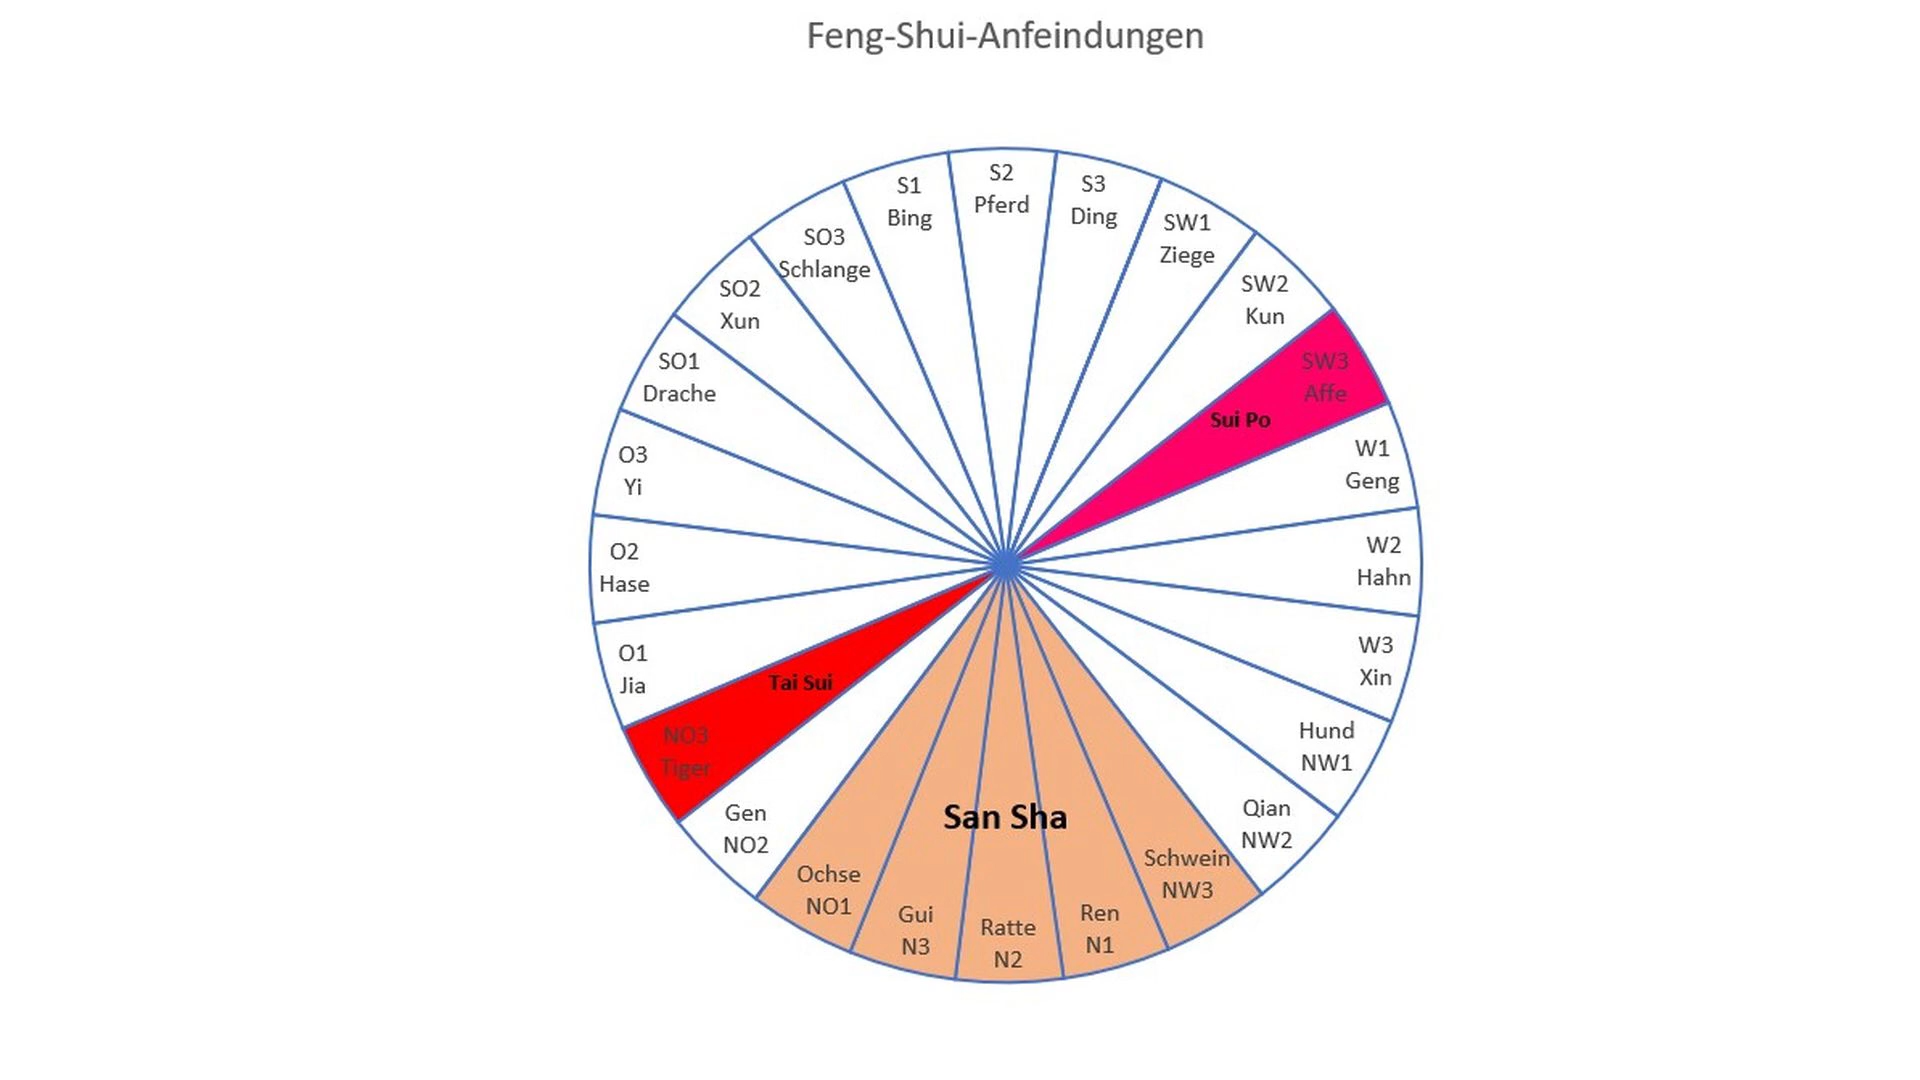 Feng-Shui-Anfeindungen
S2
Pferd
S3
Ding
SW1
Ziege
SW2
Kun
SW3
Affe
Sui Po
W1
Geng
W2
Hahn
W3
Xin
Hund
NW1
Qian
NW2
Schwein
NW3
Ren
N1
Ratte
N2
San Sha
Gui
N3
Ochse
NO1
Gen
NO2
NO3
Tiger
Tai Sui
O1
Jia
O2
Hase
O3
Yi
SO1
Drache
SO2
Xun
SO3
Schlange
S1
Bing